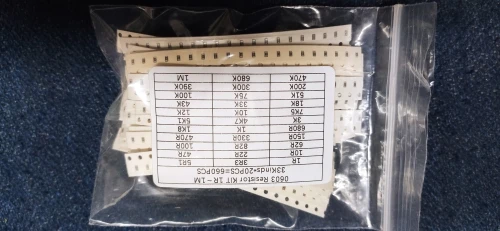 0603 Resistor KIT 1R~1M
33Kinds*20PCS=660PCS
1R 3R3 5R1
10R 22R 47R
62R 82R
150R 330R 470R
680R 1K 1K8
3K 4K7 5K1
7K5 10K 12K
18K 33K 43K
51K 75K 100K
200K 300K 390K
470K 680K 1M